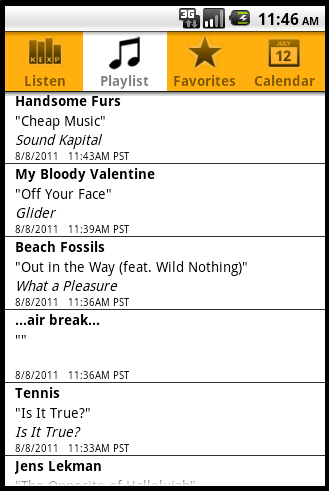 3G
11:46 AM
KEXP
JULY
12
Listen
Playlist
Favorites
Calendar
Handsome Furs
"Cheap Music"
Sound Kapital
8/8/2011 11:43AM PST
My Bloody Valentine
"Off Your Face"
Glider
8/8/2011 11:39AM PST
Beach Fossils
"Out in the Way (feat. Wild Nothing)"
What a Pleasure
8/8/2011 11:36AM PST
...air break...
""
8/8/2011 11:36AM PST
Tennis
"Is It True?"
Is It True?
8/8/2011 11:33AM PST
Jens Lekman
"The Opposite of Hallelujah"